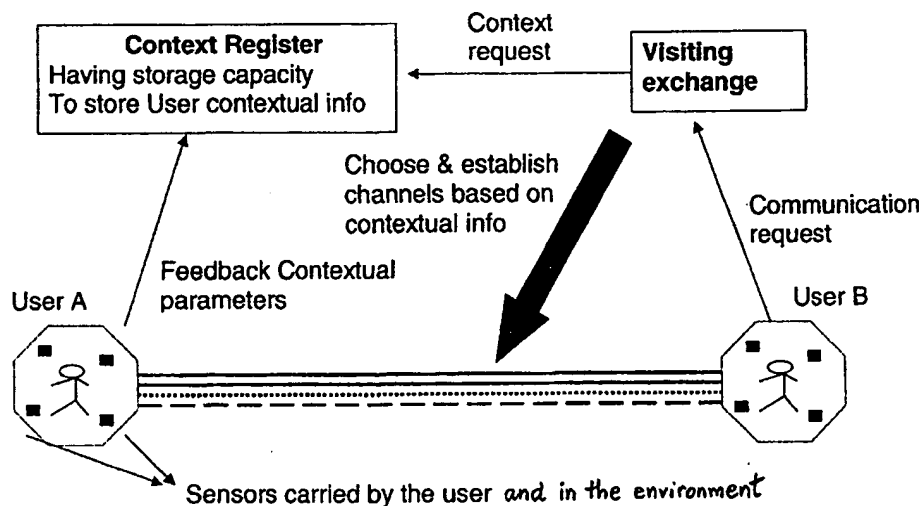 Context Register
Having storage capacity
To store User contextual info
Context
request
Visiting
exchange
Choose & establish
channels based on
contextual info
Communication
request
Feedback Contextual
parameters
User A
User B
Sensors carried by the user and in the environment